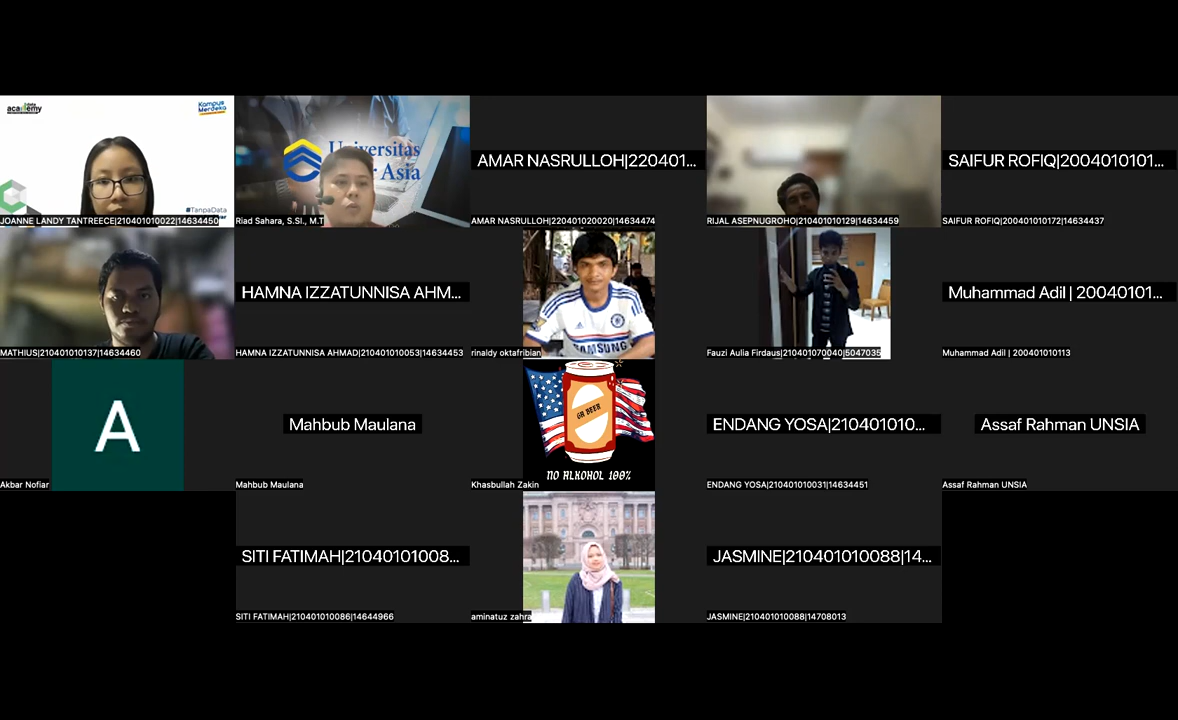 data
academy
Kampus
Merdeka
#TanpaData
JOANNE LANDY TANTREECE|210401010022|14634450
Universitas
Asia
Riad Sahara, S.SI., M.T
AMAR NASRULLOH|220401...
AMAR NASRULLOH|220401020020|14634474
RIJAL ASEPNUGROHO|210401010129|14634459
SAIFUR ROFIQ|2004010101...
SAIFUR ROFIQ|200401010172|14634437
MATHIUS|210401010137|14634460
HAMNA IZZATUNNISA AHM...
HAMNA IZZATUNNISA AHMAD|210401010053|14634453
SAMSUNG
rinaldy oktafribian
Fauzi Aulia Firdaus|210401070040|5047035
Muhammad Adil | 20040101...
Muhammad Adil | 200401010113
A
Akbar Nofiar
Mahbub Maulana
Mahbub Maulana
GA BEER
NO ALKOHOL 100%
Khasbullah Zakin
ENDANG YOSA|210401010...
ENDANG YOSA|210401010031|14634451
Assaf Rahman UNSIA
Assaf Rahman UNSIA
SITI FATIMAH|21040101008...
SITI FATIMAH|210401010086|14644966
aminatuz zahra
JASMINE|210401010088|14...
JASMINE|210401010088|14708013